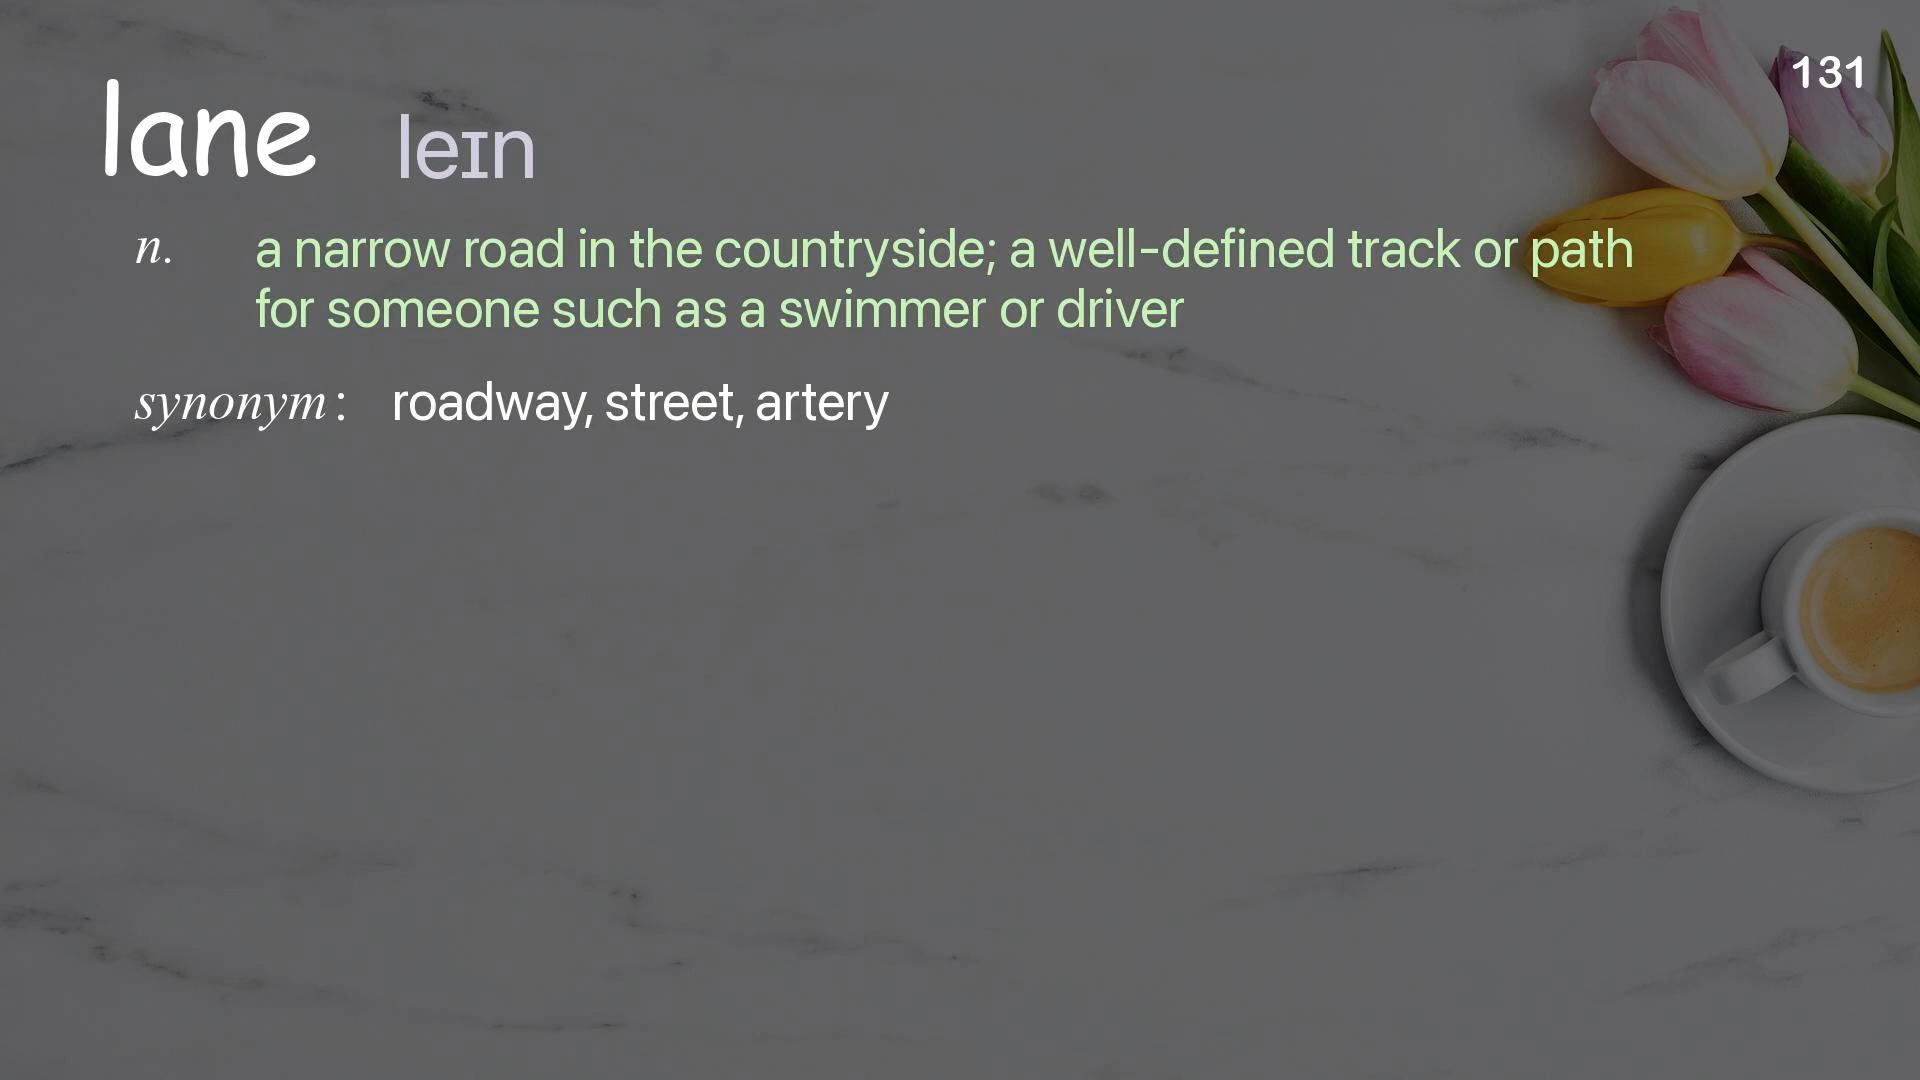 131
lane leɪn
n. a narrow road in the countryside; a well-defined track or path
for someone such as a swimmer or driver
synonym: roadway, street, artery